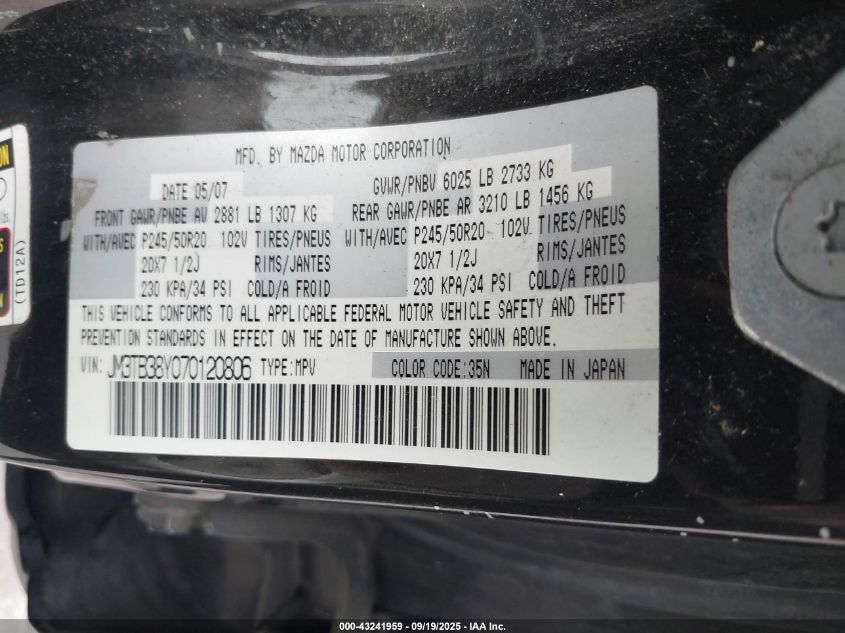 MFD. BY MAZDA MOTOR CORPORATION
DATE 05/07 GVWR/PNBV 6025 LB 2733 KG
FRONT GAWR/PNBE AV 2881 LB 1307 KG REAR GAWR/PNBE AR 3210 LB 1456 KG
WITH/AVEC P245/50R20 102V TIRES/PNEUS WITH/AVEC P245/50R20 102V TIRES/PNEUS
20X7 1/2J RIMS/JANTES 20X7 1/2J RIMS/JANTES
230 KPA/34 PSI COLD/A FROID 230 KPA/34 PSI COLD/A FROID
THIS VEHICLE CONFORMS TO ALL APPLICABLE FEDERAL MOTOR VEHICLE SAFETY AND THEFT
PREVENTION STANDARDS IN EFFECT ON THE DATE OF MANUFACTURE SHOWN ABOVE.
VIN: JM3TB38Y070120806 TYPE:MPV COLOR CODE:35N MADE IN JAPAN
(TD12A)
lbs.
000-43241959 - 09/19/2025 - IAA Inc.